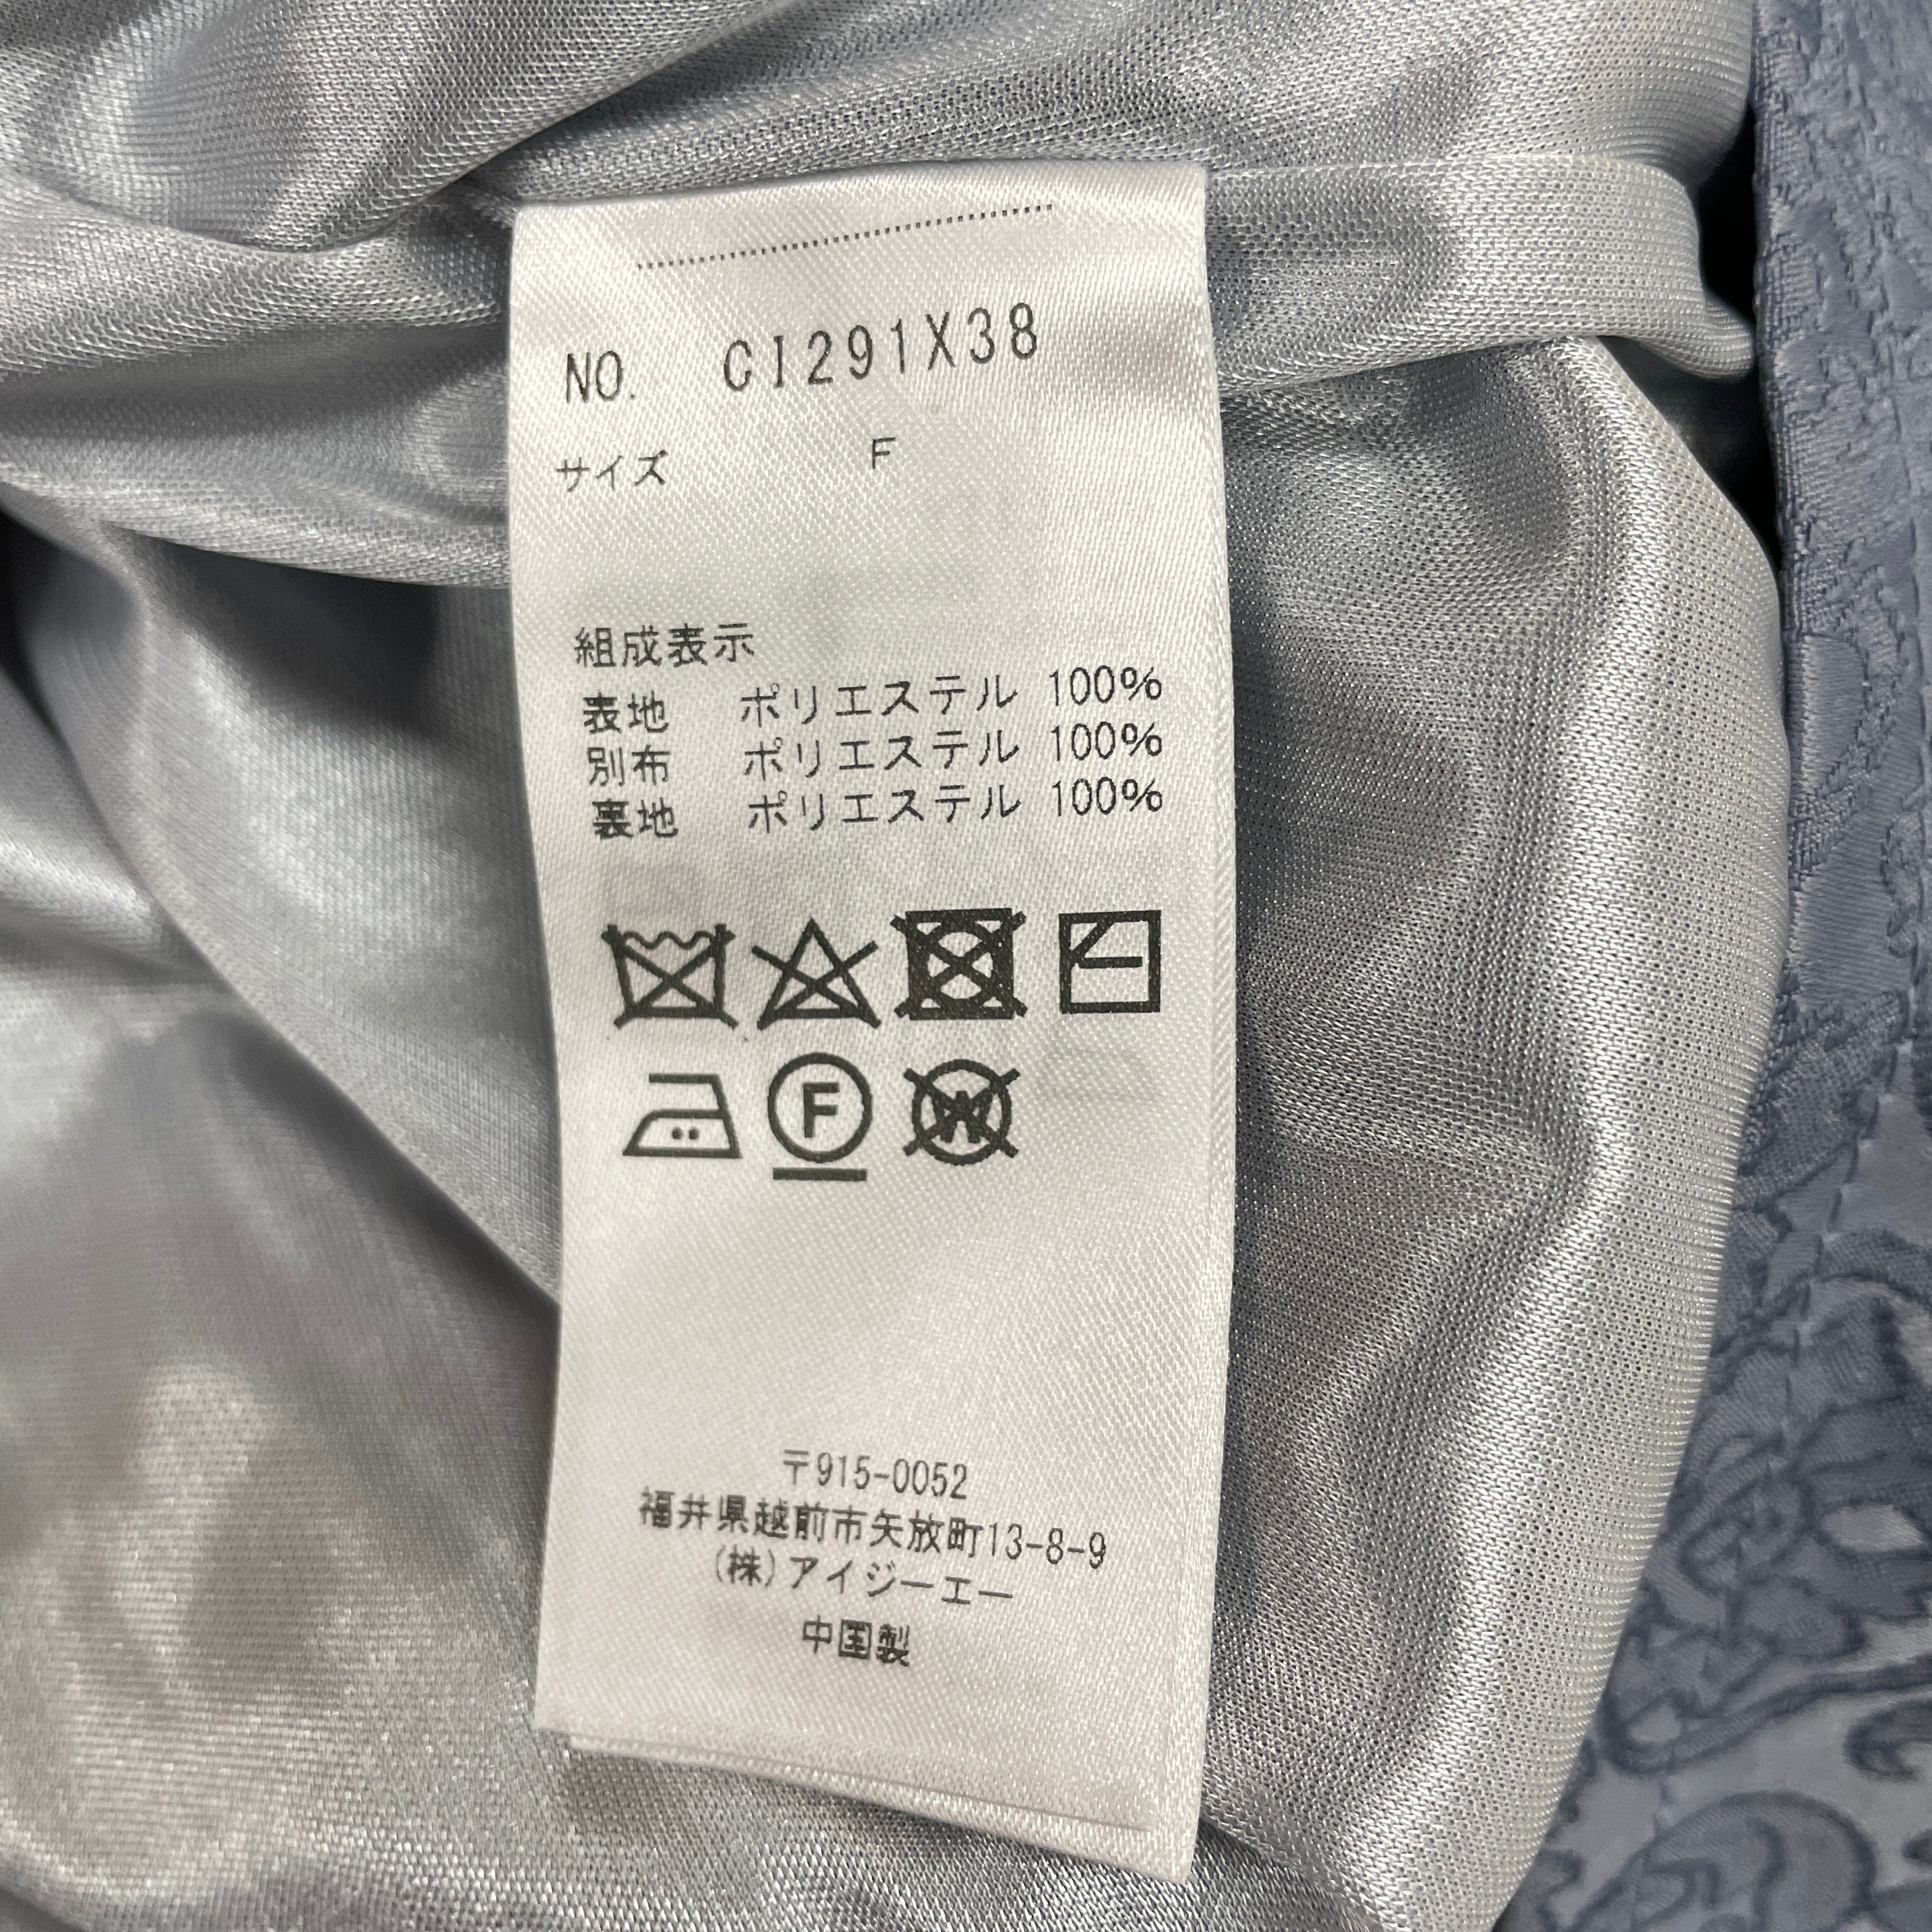 NO. CI291X38
サイズ F
組成表示
表地 ポリエステル 100%
別布 ポリエステル 100%
裏地 ポリエステル 100%
F W
〒915-0052
福井県越前市矢放町13-8-9
(株)アイジーエー
中国製